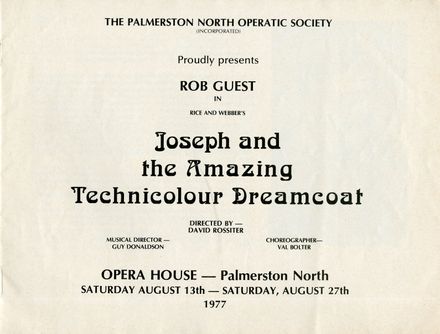 THE PALMERSTON NORTH OPERATIC SOCIETY
(INCORPORATED)
Proudly presents
ROB GUEST
IN
RICE AND WEBBER'S
Joseph and
the Amazing
Technicolour Dreamcoat
DIRECTED BY —
DAVID ROSSITER
MUSICAL DIRECTOR —
GUY DONALDSON
CHOREOGRAPHER—
VAL BOLTER
OPERA HOUSE — Palmerston North
SATURDAY AUGUST 13th — SATURDAY, AUGUST 27th
1977